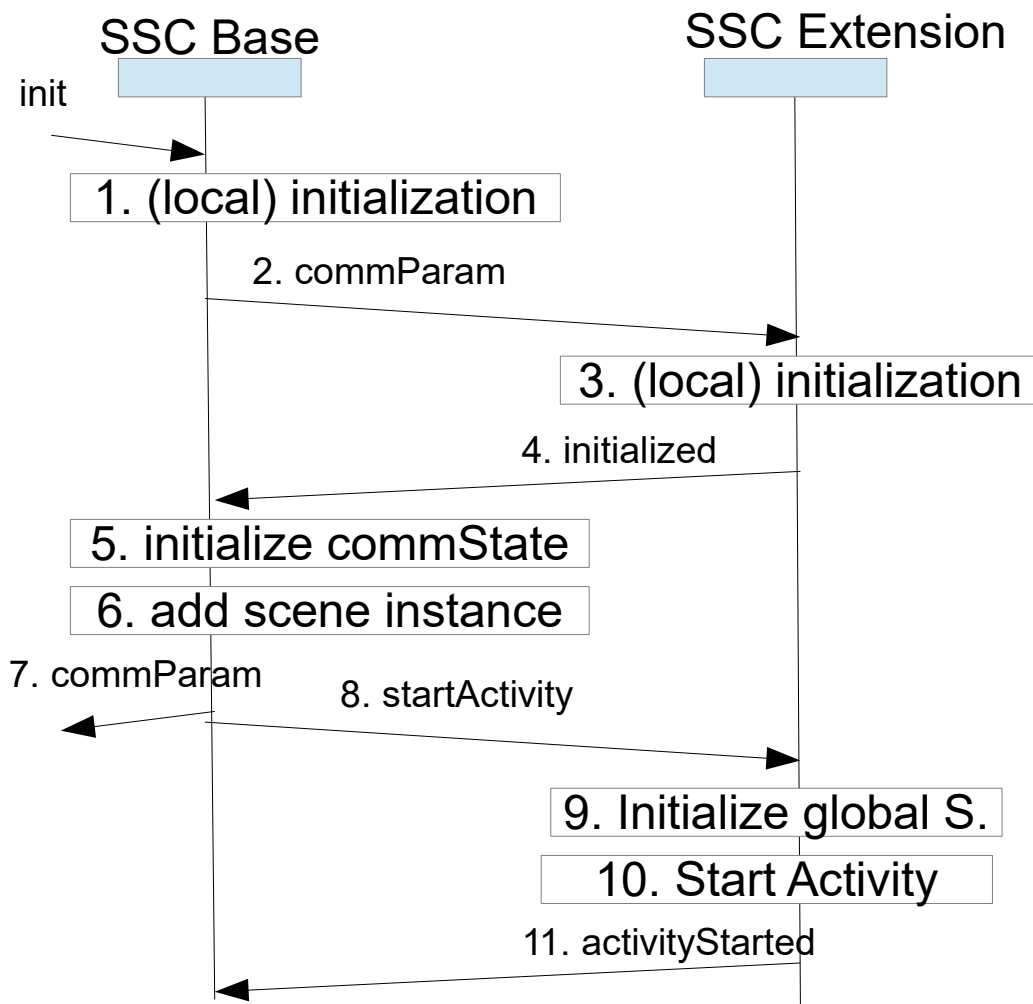 SSC Base
SSC Extension
init
1. (local) initialization
2. commParam
3. (local) initialization
4. initialized
5. initialize commState
6. add scene instance
7. commParam
8. startActivity
9. Initialize global S.
10. Start Activity
11. activityStarted